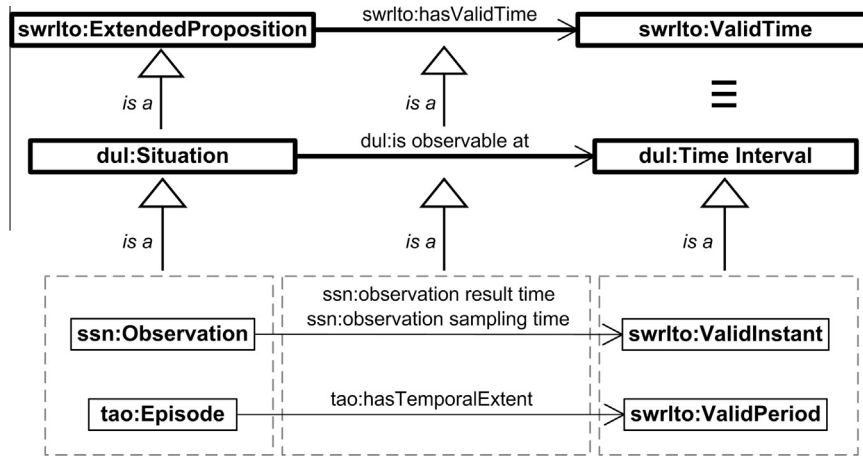 swrlto:hasValidTime
swrlto:ExtendedProposition
swrlto:ValidTime
is a
is a
dul:is observable at
dul:Situation
dul:Time Interval
is a
is a
is a
ssn:observation result time
ssn:observation sampling time
ssn:Observation
swrlto:ValidInstant
tao:hasTemporalExtent
tao:Episode
swrlto:ValidPeriod